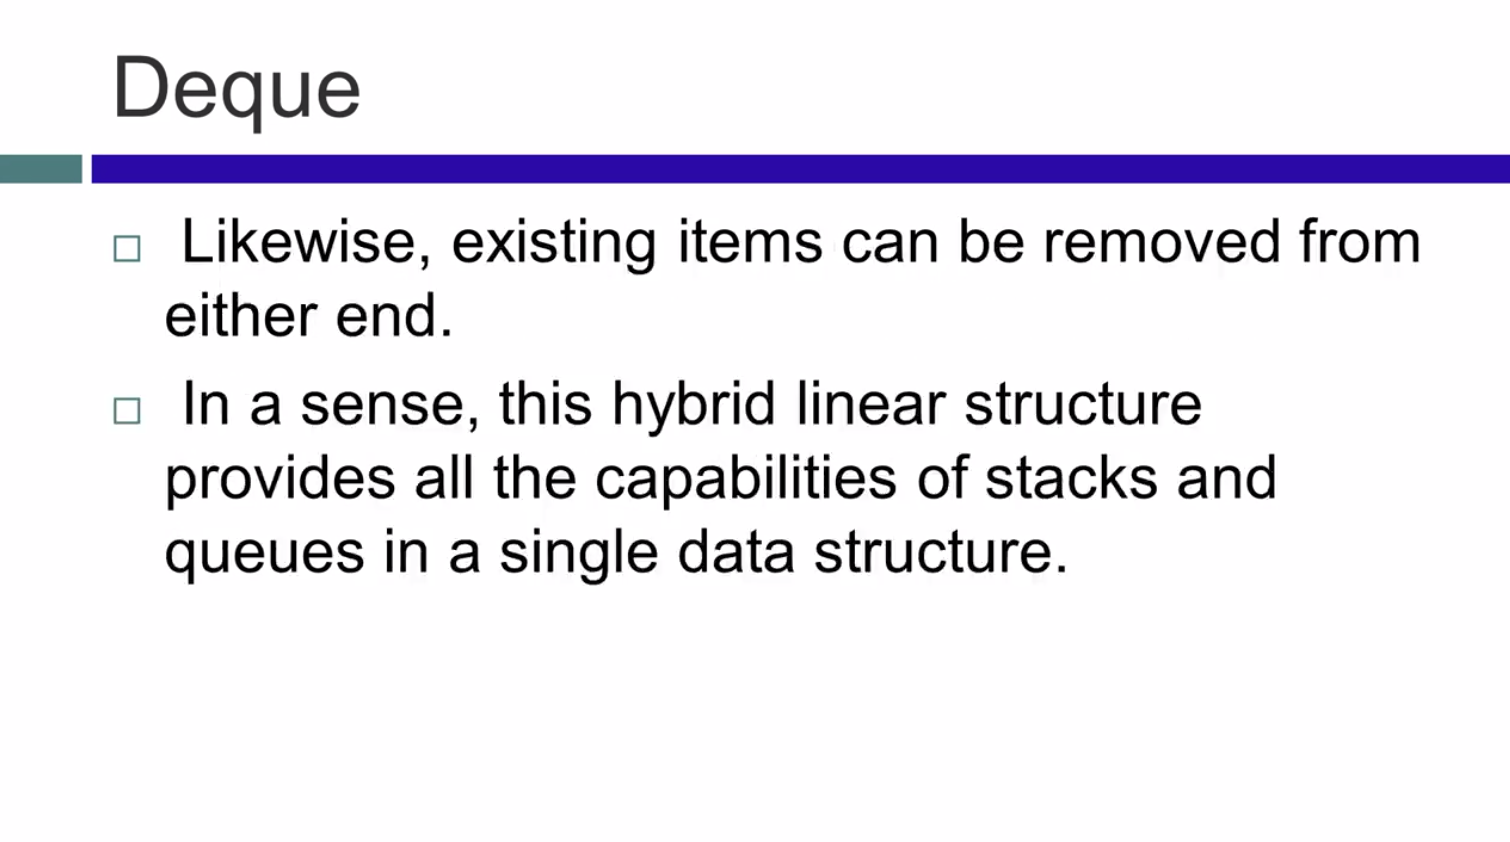 Deque
Likewise, existing items can be removed from
either end.
In a sense, this hybrid linear structure
provides all the capabilities of stacks and
queues in a single data structure.